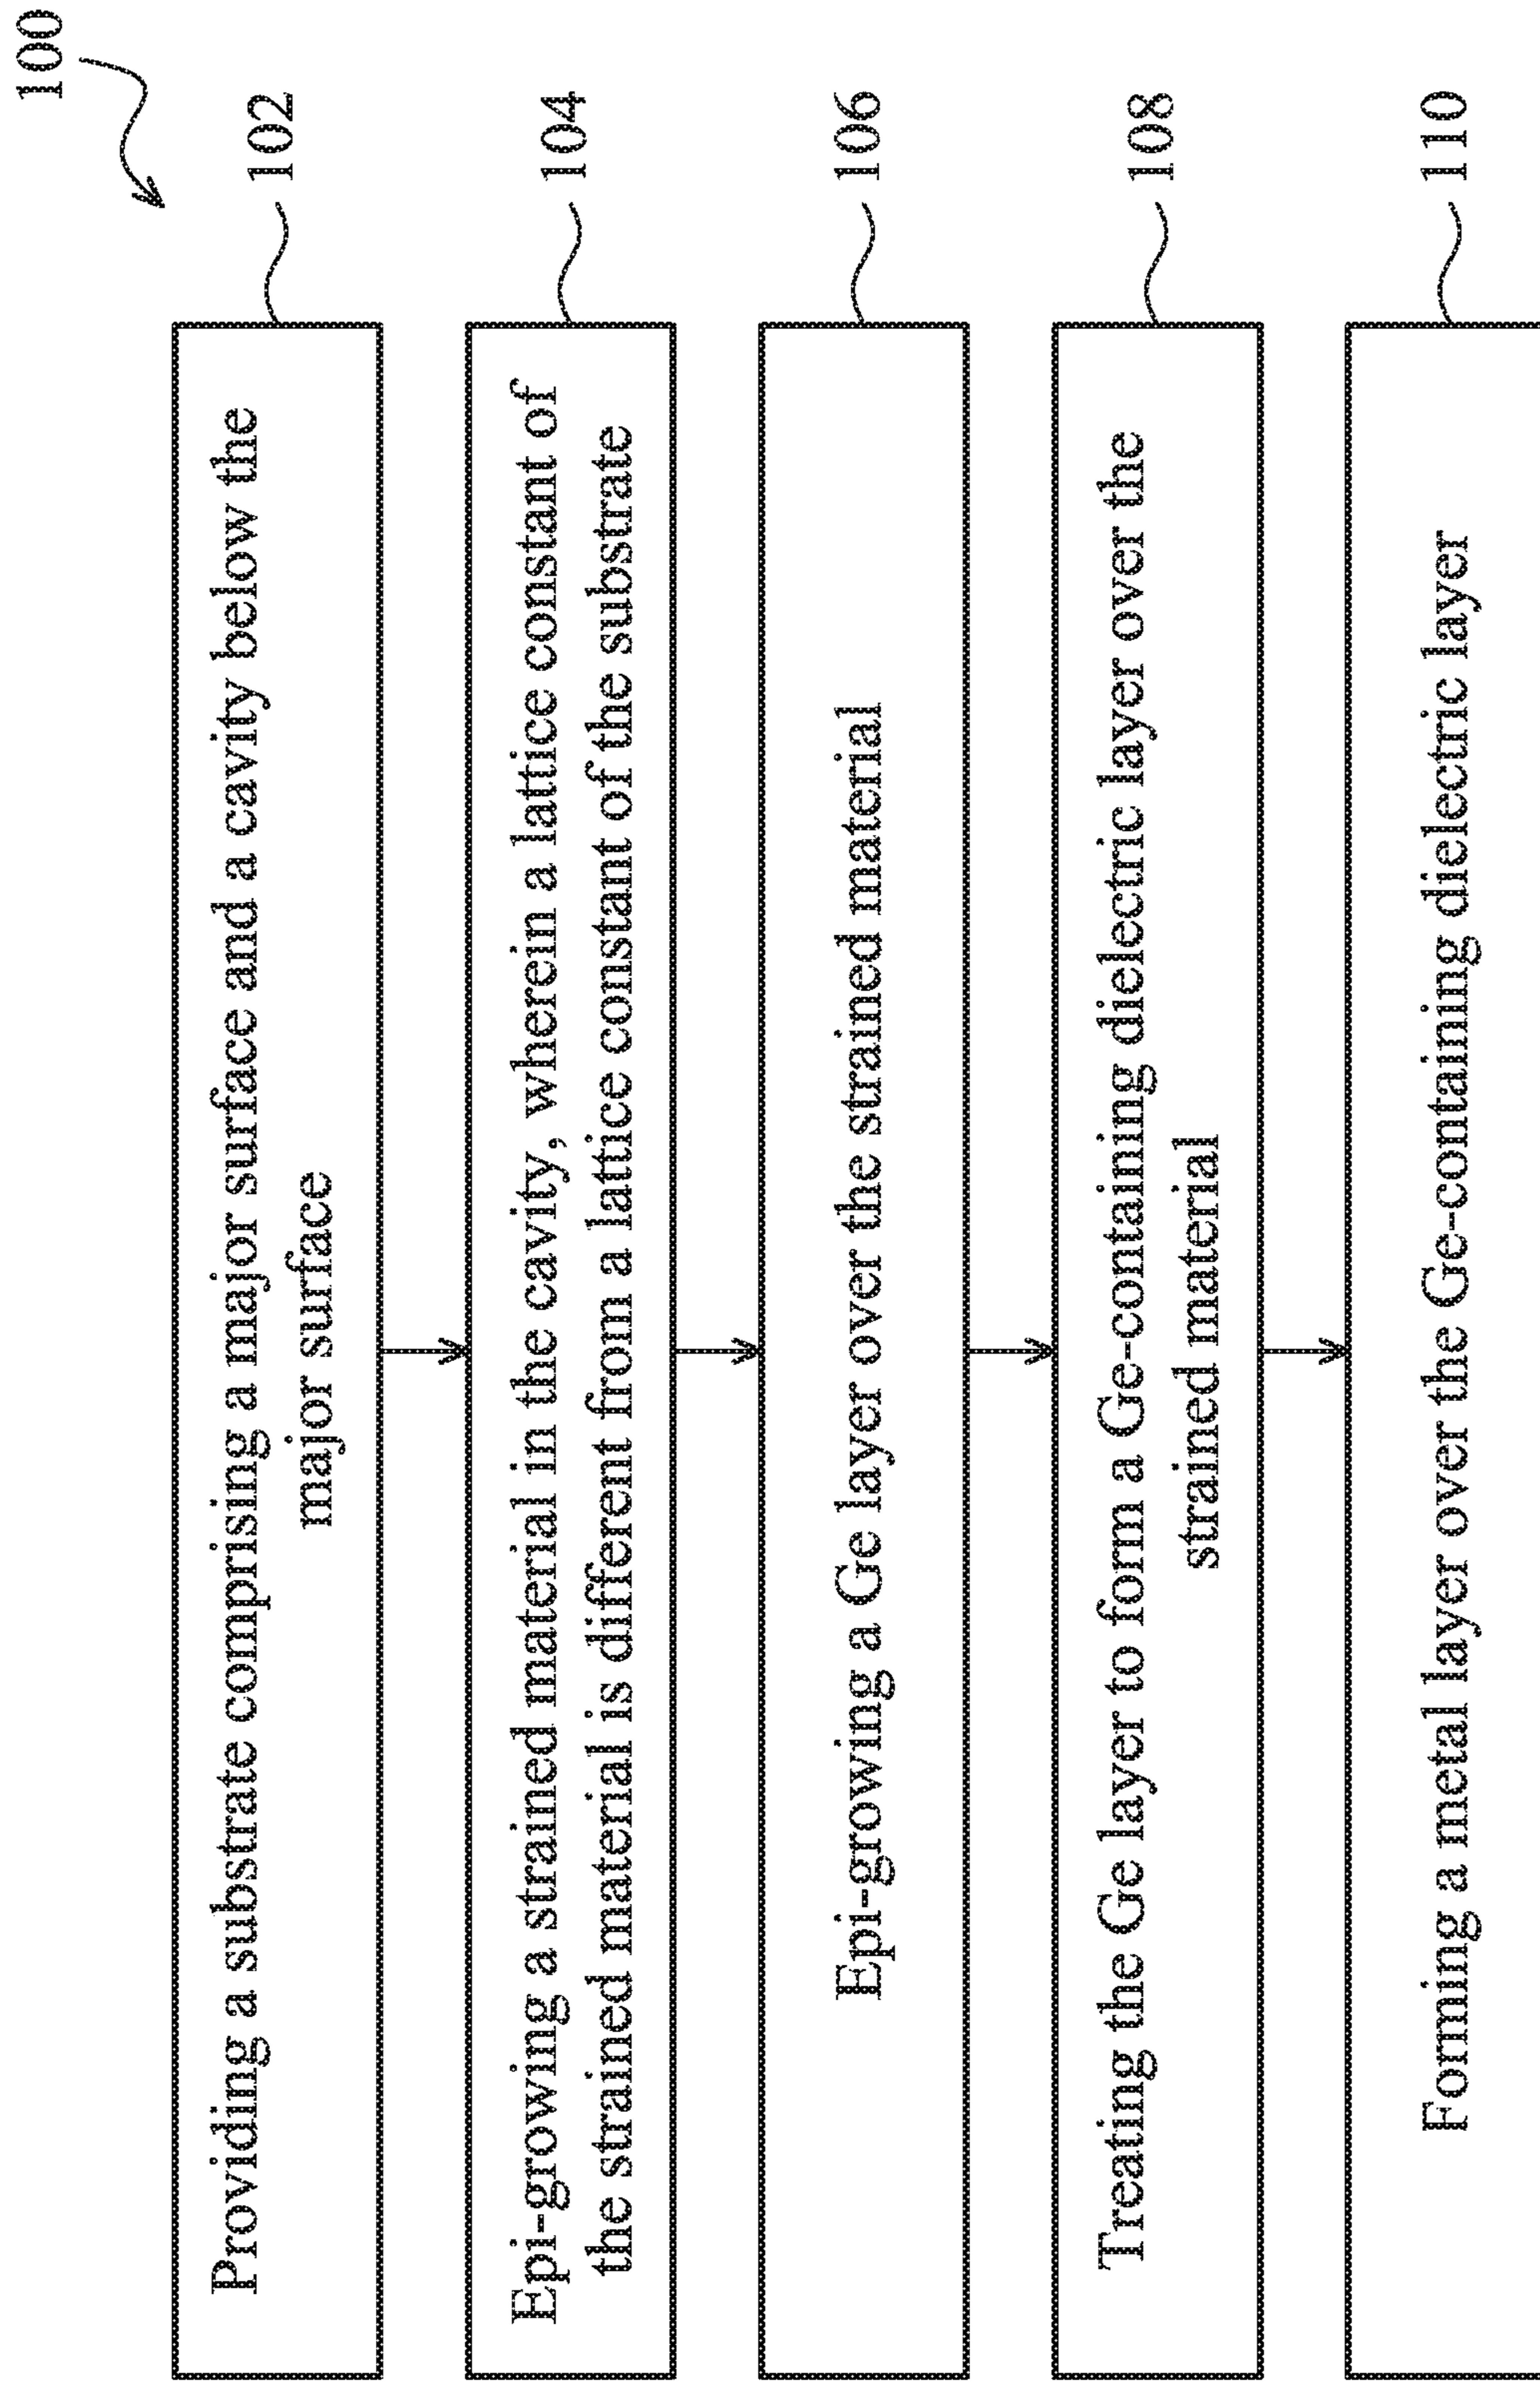 100
Providing a substrate comprising a major surface and a cavity below the
major surface
102
Epi-growing a strained material in the cavity, wherein a lattice constant of
the strained material is different from a lattice constant of the substrate
104
Epi-growing a Ge layer over the strained material
106
Treating the Ge layer to form a Ge-containing dielectric layer over the
strained material
108
Forming a metal layer over the Ge-containing dielectric layer
110